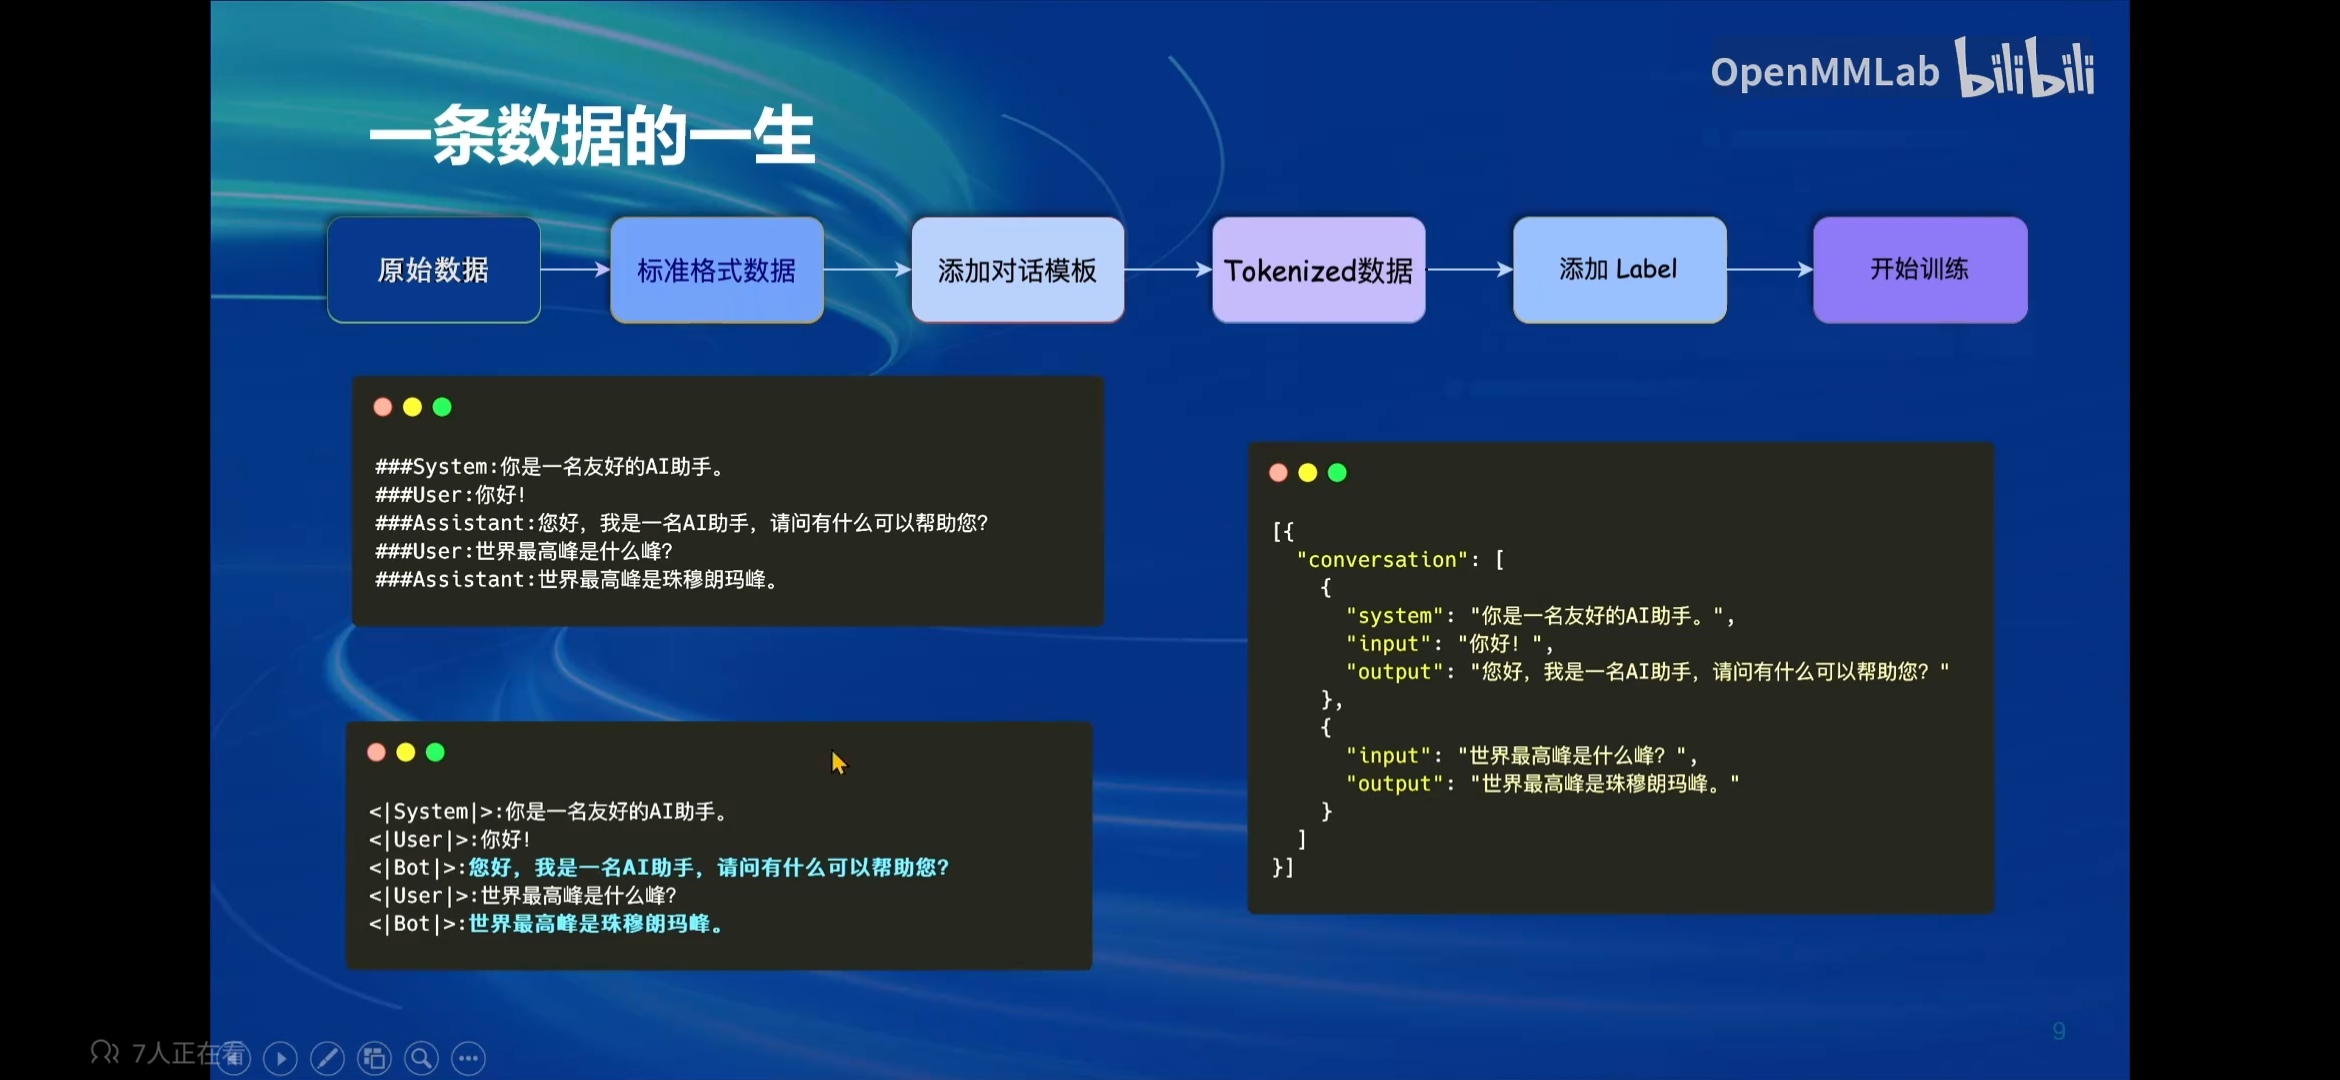 OpenMMLab bilibili
一条数据的一生
原始数据
标准格式数据
添加对话模板
Tokenized数据
添加 Label
开始训练
###System:你是一名友好的AI助手。
###User:你好!
###Assistant:您好，我是一名AI助手，请问有什么可以帮助您?
###User:世界最高峰是什么峰?
###Assistant:世界最高峰是珠穆朗玛峰。
<|System|>:你是一名友好的AI助手。
<|User|>:你好!
<|Bot|>:您好，我是一名AI助手，请问有什么可以帮助您?
<|User|>:世界最高峰是什么峰?
<|Bot|>:世界最高峰是珠穆朗玛峰。
[{
"conversation": [
{
"system": "你是一名友好的AI助手。",
"input": "你好！",
"output": "您好，我是一名AI助手，请问有什么可以帮助您？"
},
{
"input": "世界最高峰是什么峰？",
"output": "世界最高峰是珠穆朗玛峰。"
}
]
}]
9
7人正在看